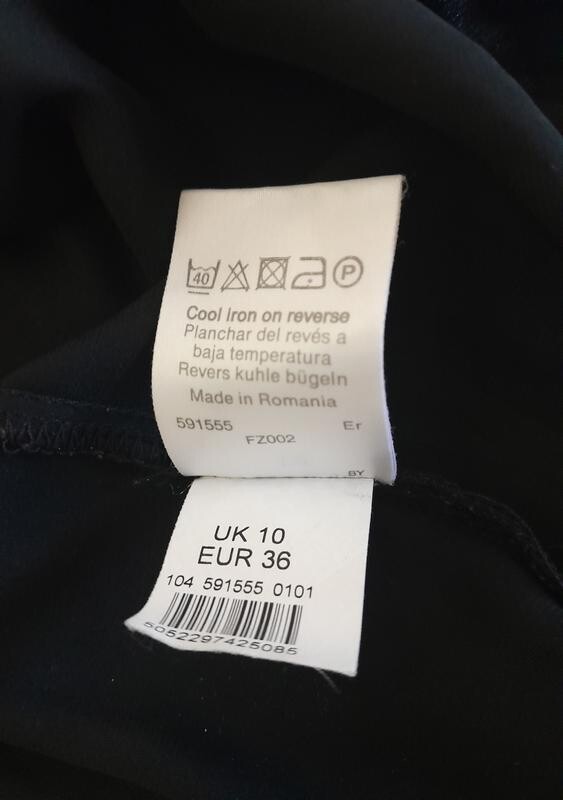 40 P
Cool iron on reverse
Planchar del revés a
baja temperatura
Revers kuhle bügeln
Made in Romania
591555 Er
FZ002
BY
UK 10
EUR 36
104 591555 0101
5052297425085